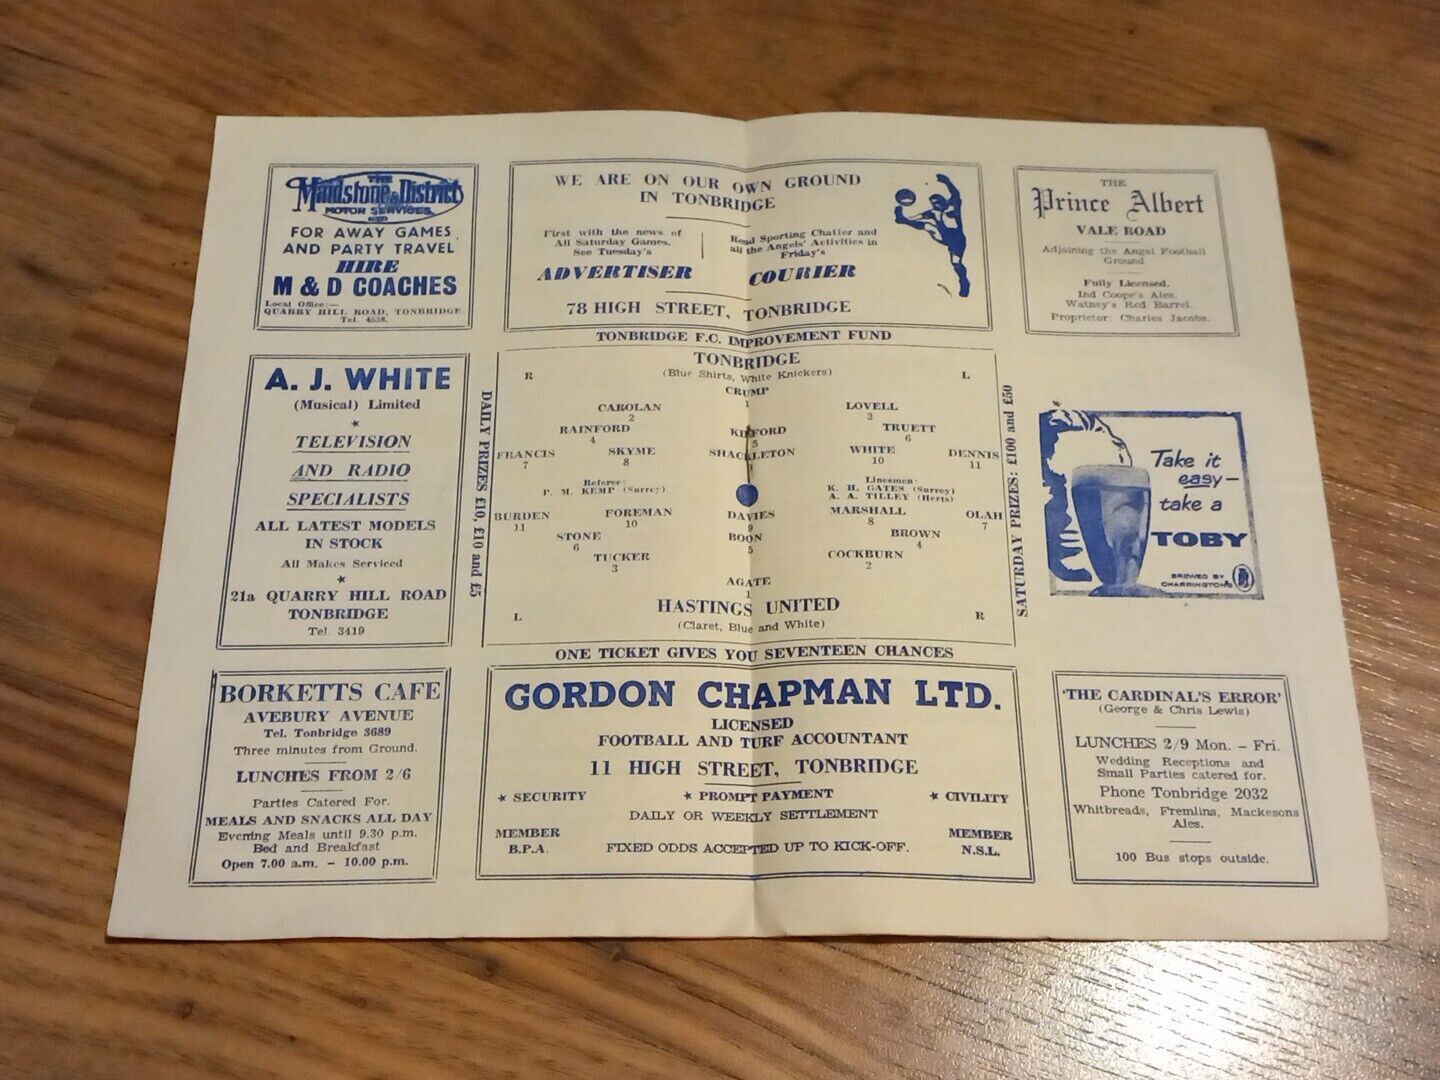 THE
Maidstone & District
MOTOR SERVICES
LTD
FOR AWAY GAMES
AND PARTY TRAVEL
HIRE
M & D COACHES
Local Office:—
QUARRY HILL ROAD, TONBRIDGE
Tel. 4538.
WE ARE ON OUR OWN GROUND
IN TONBRIDGE
First with the news of
All Saturday Games.
See Tuesday's
ADVERTISER
Read Sporting Chatter and
all the Angels' Activities in
Friday's
COURIER
78 HIGH STREET, TONBRIDGE
THE
Prince Albert
VALE ROAD
Adjoining the Angel Football
Ground
Fully Licensed.
Ind Coope's Ales.
Watney's Red Barrel.
Proprietor: Charles Jacobs.
A. J. WHITE
(Musical) Limited
TELEVISION
AND RADIO
SPECIALISTS
ALL LATEST MODELS
IN STOCK
All Makes Serviced
21a QUARRY HILL ROAD
TONBRIDGE
Tel. 3419
TONBRIDGE F.C. IMPROVEMENT FUND
DAILY PRIZES £10, £10 and £5
TONBRIDGE
(Blue Shirts, White Knickers)
R L
CRUMP
1
CAROLAN LOVELL
2 3
RAINFORD KIFFORD TRUETT
4 5 6
FRANCIS SKYME SHACKLETON WHITE DENNIS
7 8 9 10 11
Referee: Linesmen:
P. M. KEMP (Surrey) K. H. GATES (Surrey)
A. A. TILLEY (Herts)
BURDEN FOREMAN DAVIES MARSHALL OLAH
11 10 9 8 7
STONE BOON BROWN
6 5 4
TUCKER COCKBURN
3 2
AGATE
1
HASTINGS UNITED
(Claret, Blue and White)
L R
SATURDAY PRIZES: £100 and £50
ONE TICKET GIVES YOU SEVENTEEN CHANCES
Take it
easy—
take a
TOBY
BREWED BY
CHARRINGTONS
BORKETTS CAFE
AVEBURY AVENUE
Tel. Tonbridge 3689
Three minutes from Ground.
LUNCHES FROM 2/6
Parties Catered For.
MEALS AND SNACKS ALL DAY
Evening Meals until 9.30 p.m.
Bed and Breakfast
Open 7.00 a.m. - 10.00 p.m.
GORDON CHAPMAN LTD.
LICENSED
FOOTBALL AND TURF ACCOUNTANT
11 HIGH STREET, TONBRIDGE
★ SECURITY ★ PROMPT PAYMENT ★ CIVILITY
DAILY OR WEEKLY SETTLEMENT
MEMBER
B.P.A.
FIXED ODDS ACCEPTED UP TO KICK-OFF.
MEMBER
N.S.L.
'THE CARDINAL'S ERROR'
(George & Chris Lewis)
LUNCHES 2/9 Mon. - Fri.
Wedding Receptions and
Small Parties catered for.
Phone Tonbridge 2032
Whitbreads, Fremlins, Mackesons
Ales.
100 Bus stops outside.